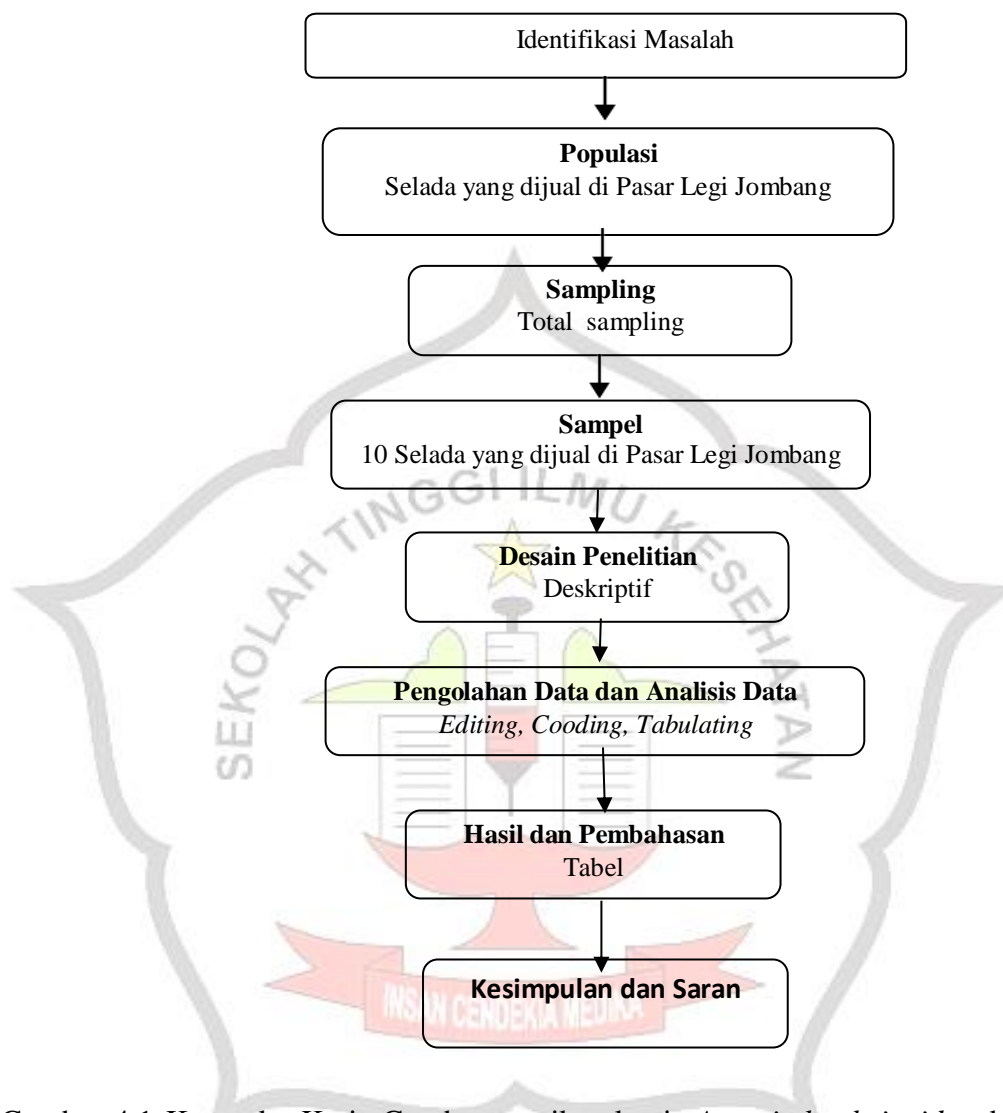 Identifikasi Masalah
Populasi
Selada yang dijual di Pasar Legi Jombang
Sampling
Total sampling
Sampel
10 Selada yang dijual di Pasar Legi Jombang
SEKOLAH TINGGI ILMU KESEHATAN
Desain Penelitian
Deskriptif
Pengolahan Data dan Analisis Data
Editing, Cooding, Tabulating
Hasil dan Pembahasan
Tabel
Kesimpulan dan Saran
INSAN CENDEKIA MEDIKA